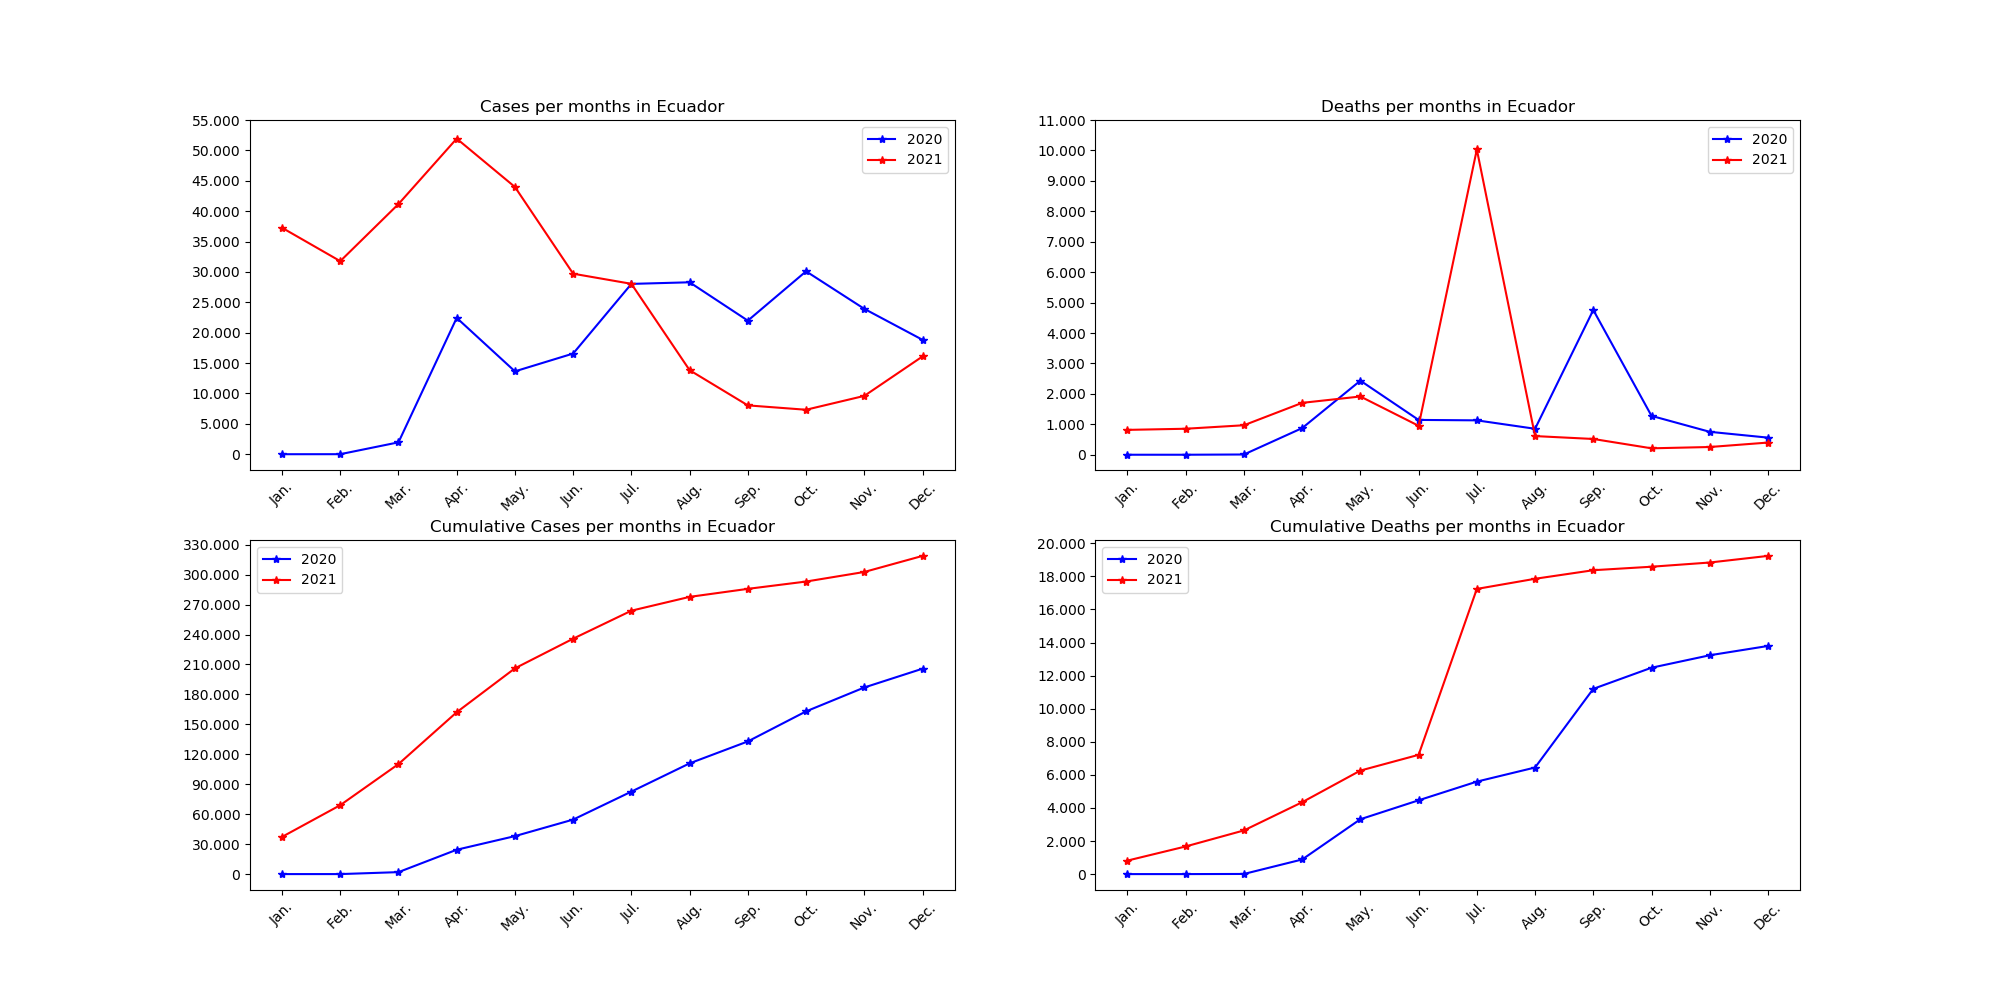 Cases per months in Ecuador
55.000
50.000
45.000
40.000
35.000
30.000
25.000
20.000
15.000
10.000
5.000
0
2020
2021
Jan.
Feb.
Mar.
Apr.
May.
Jun.
Jul.
Aug.
Sep.
Oct.
Nov.
Dec.
Deaths per months in Ecuador
11.000
10.000
9.000
8.000
7.000
6.000
5.000
4.000
3.000
2.000
1.000
0
2020
2021
Jan.
Feb.
Mar.
Apr.
May.
Jun.
Jul.
Aug.
Sep.
Oct.
Nov.
Dec.
Cumulative Cases per months in Ecuador
330.000
300.000
270.000
240.000
210.000
180.000
150.000
120.000
90.000
60.000
30.000
0
2020
2021
Jan.
Feb.
Mar.
Apr.
May.
Jun.
Jul.
Aug.
Sep.
Oct.
Nov.
Dec.
Cumulative Deaths per months in Ecuador
20.000
18.000
16.000
14.000
12.000
10.000
8.000
6.000
4.000
2.000
0
2020
2021
Jan.
Feb.
Mar.
Apr.
May.
Jun.
Jul.
Aug.
Sep.
Oct.
Nov.
Dec.